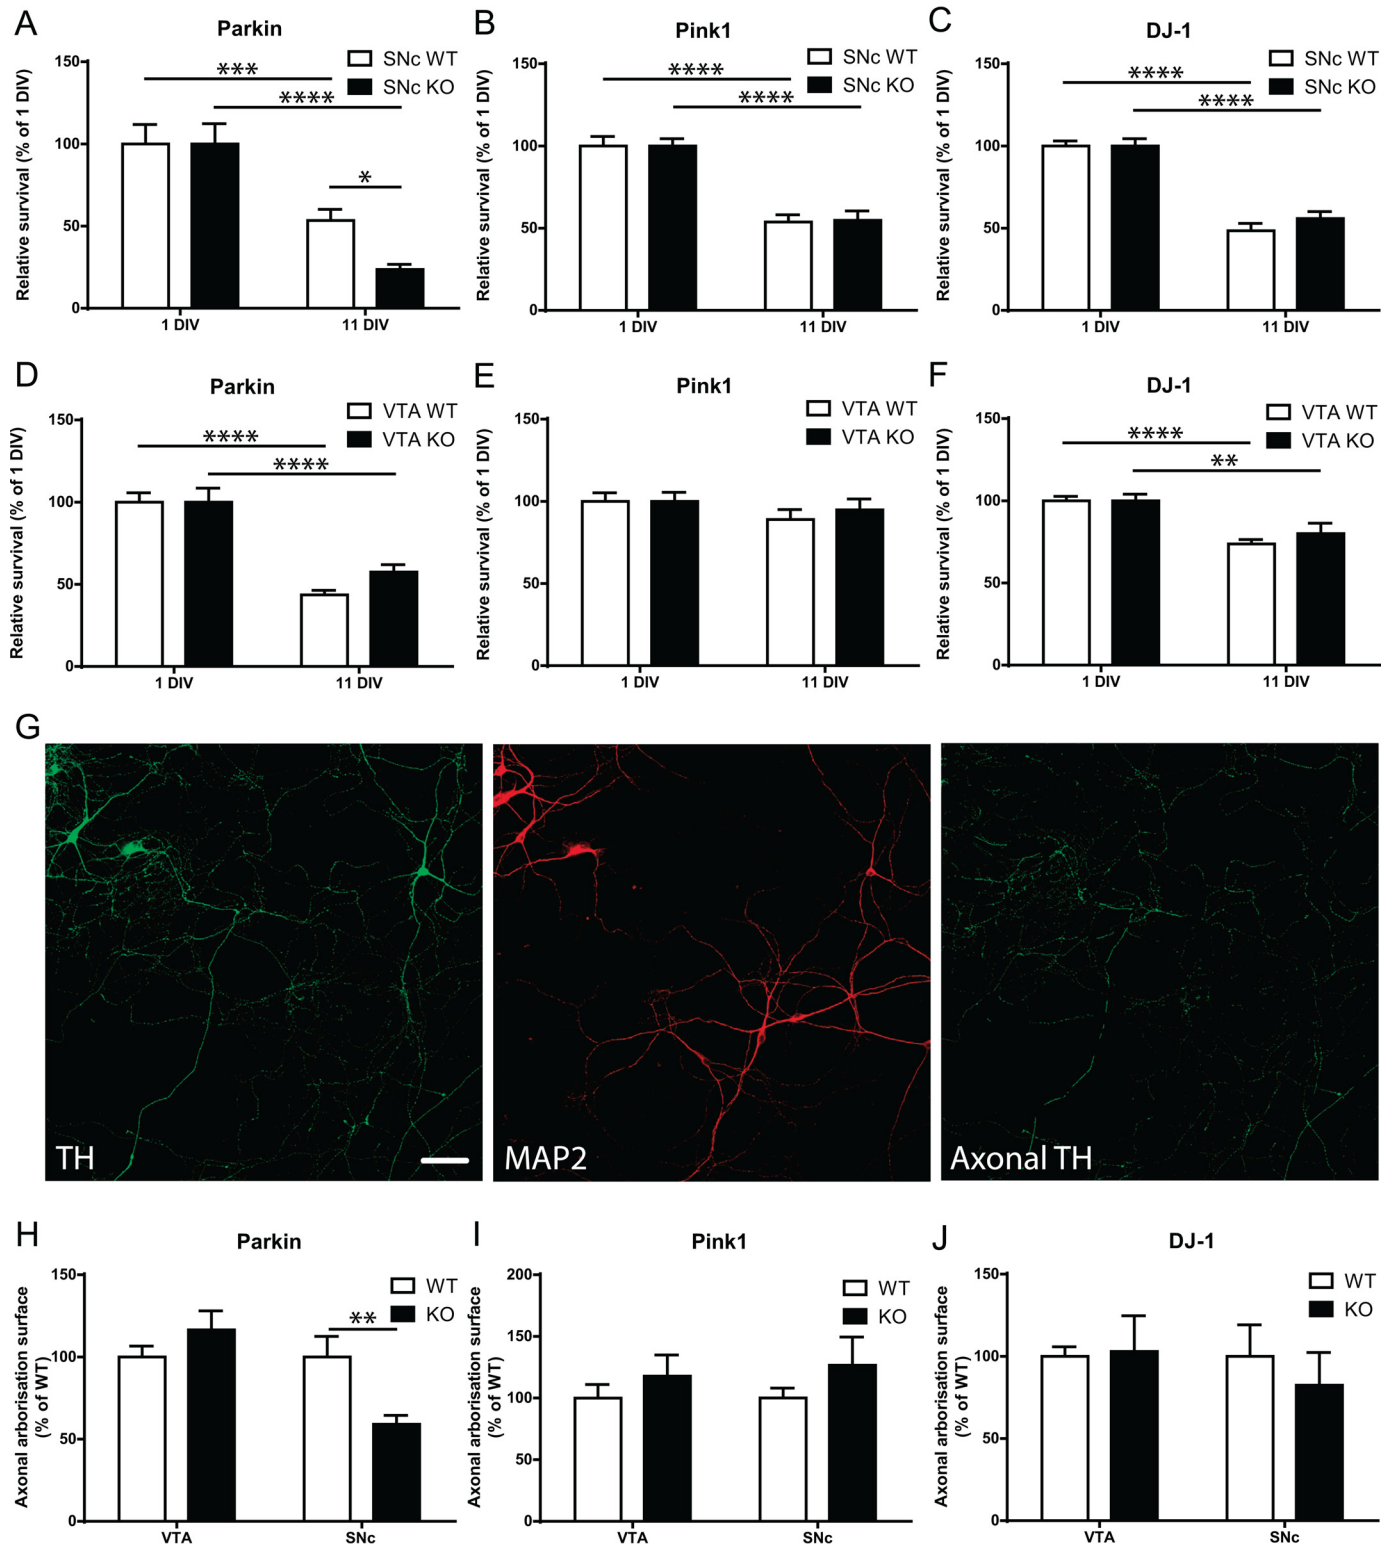 A
Parkin
SNc WT
SNc KO
***
****
*
Relative survival (% of 1 DIV)
150
100
50
0
1 DIV
11 DIV
B
Pink1
SNc WT
SNc KO
****
****
Relative survival (% of 1 DIV)
150
100
50
0
1 DIV
11 DIV
C
DJ-1
SNc WT
SNc KO
****
****
Relative survival (% of 1 DIV)
150
100
50
0
1 DIV
11 DIV
D
Parkin
VTA WT
VTA KO
****
****
Relative survival (% of 1 DIV)
150
100
50
0
1 DIV
11 DIV
E
Pink1
VTA WT
VTA KO
Relative survival (% of 1 DIV)
150
100
50
0
1 DIV
11 DIV
F
DJ-1
VTA WT
VTA KO
****
**
Relative survival (% of 1 DIV)
150
100
50
0
1 DIV
11 DIV
G
TH
MAP2
Axonal TH
H
Parkin
WT
KO
**
Axonal arborisation surface
(% of WT)
150
100
50
0
VTA
SNc
I
Pink1
WT
KO
Axonal arborisation surface
(% of WT)
200
150
100
50
0
VTA
SNc
J
DJ-1
WT
KO
Axonal arborisation surface
(% of WT)
150
100
50
0
VTA
SNc